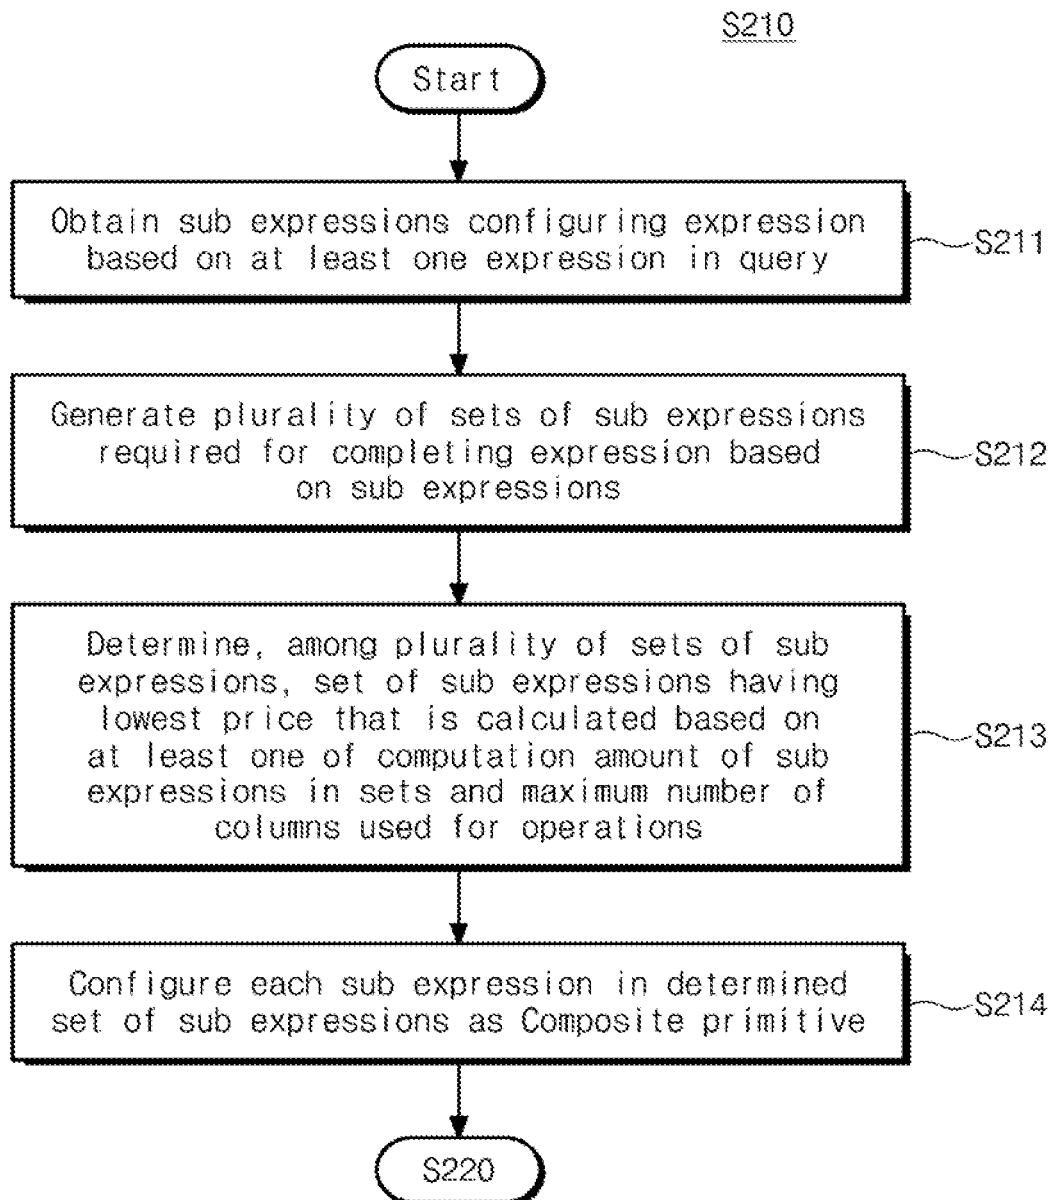 S210
Start
Obtain sub expressions configuring expression
based on at least one expression in query
S211
Generate plurality of sets of sub expressions
required for completing expression based
on sub expressions
S212
Determine, among plurality of sets of sub
expressions, set of sub expressions having
lowest price that is calculated based on
at least one of computation amount of sub
expressions in sets and maximum number of
columns used for operations
S213
Configure each sub expression in determined
set of sub expressions as Composite primitive
S214
S220